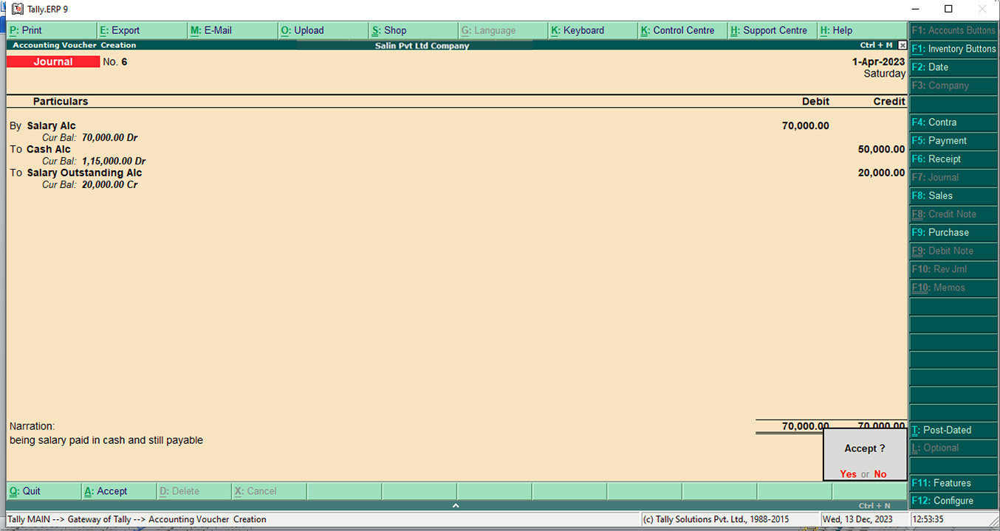 Tally.ERP 9
P: Print E: Export M: E-Mail O: Upload S: Shop G: Language K: Keyboard K: Control Centre H: Support Centre H: Help
F1: Accounts Buttons
Accounting Voucher Creation Salin Pvt Ltd Company Ctrl + M
F1: Inventory Buttons
Journal No. 6 1-Apr-2023
Saturday
F2: Date
F3: Company
Particulars Debit Credit
F4: Contra
By Salary Alc 70,000.00
Cur Bal: 70,000.00 Dr
F5: Payment
To Cash Alc 50,000.00
Cur Bal: 1,15,000.00 Dr
F6: Receipt
To Salary Outstanding Alc 20,000.00
Cur Bal: 20,000.00 Cr
F7: Journal
F8: Sales
F8: Credit Note
F9: Purchase
F9: Debit Note
F10: Rev Jrnl
F10: Memos
Narration: 70,000.00 70,000.00
being salary paid in cash and still payable
T: Post-Dated
Accept ?
L: Optional
Yes or No
F11: Features
Q: Quit A: Accept D: Delete X: Cancel
F12: Configure
Ctrl + N
Tally MAIN --> Gateway of Tally --> Accounting Voucher Creation (c) Tally Solutions Pvt. Ltd., 1988-2015 Wed, 13 Dec, 2023 12:53:35